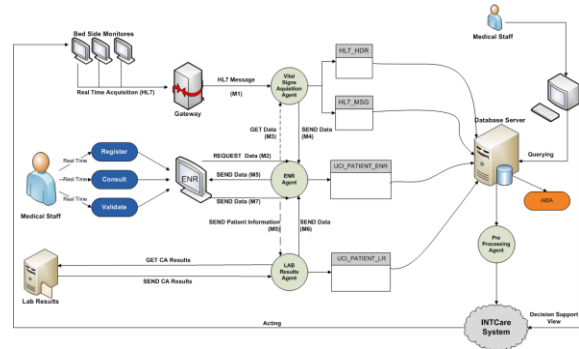 Bed Side Monitores
Real Time Acquisition (HL7)
Gateway
HL7 Message
(M1)
Vital
Signs
Aquisition
Agent
HL7_HDR
HL7_MSG
Medical Staff
Database Server
Querying
AIDA
GET Data
(M3)
SEND Data
(M4)
Register
Consult
Validate
Real Time
Real Time
Real Time
Medical Staff
ENR
REQUEST Data (M2)
SEND Data (M5)
SEND Data (M7)
ENR
Agent
UCI_PATIENT_ENR
SEND Patient Information
(M5)
SEND Data
(M6)
Pre
Processing
Agent
GET CA Results
SEND CA Results
Lab Results
LAB
Results
Agent
UCI_PATIENT_LR
Acting
INTCare
System
Decision Support
View